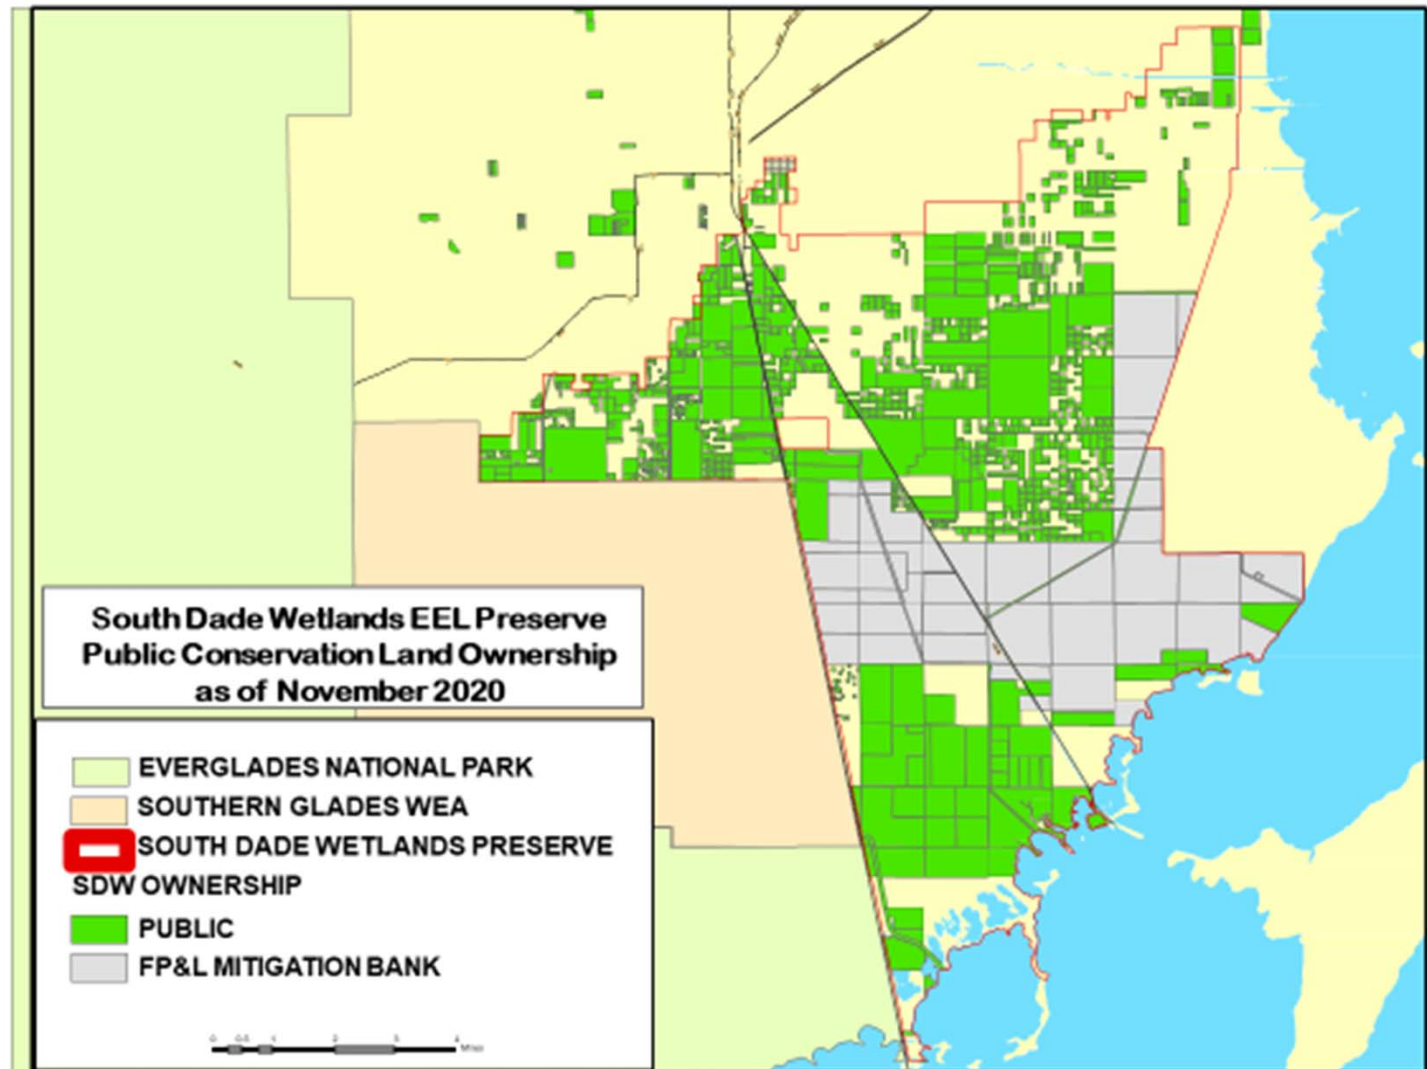 South Dade Wetlands EEL Preserve
Public Conservation Land Ownership
as of November 2020
EVERGLADES NATIONAL PARK
SOUTHERN GLADES WEA
SOUTH DADE WETLANDS PRESERVE
SDW OWNERSHIP
PUBLIC
FP&L MITIGATION BANK
Miles